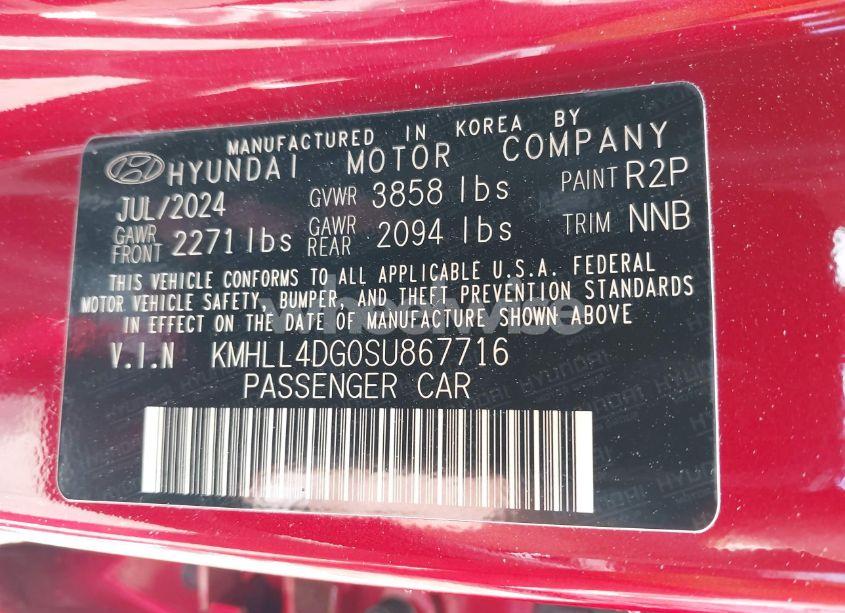 MANUFACTURED IN KOREA BY
HYUNDAI MOTOR COMPANY
JUL/2024 GVWR 3858 lbs PAINT R2P
GAWR FRONT 2271 lbs GAWR REAR 2094 lbs TRIM NNB
THIS VEHICLE CONFORMS TO ALL APPLICABLE U.S.A. FEDERAL
MOTOR VEHICLE SAFETY, BUMPER, AND THEFT PREVENTION STANDARDS
IN EFFECT ON THE DATE OF MANUFACTURE SHOWN ABOVE
V.I.N KMHLL4DG0SU867716
PASSENGER CAR